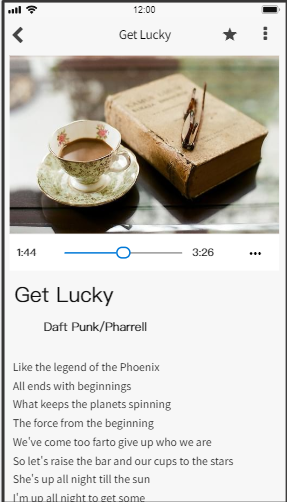 12:00
Get Lucky
1:44
3:26
Get Lucky
Daft Punk/Pharrell
Like the legend of the Phoenix
All ends with beginnings
What keeps the planets spinning
The force from the beginning
We've come too farto give up who we are
So let's raise the bar and our cups to the stars
She's up all night till the sun
I'm up all night to get some